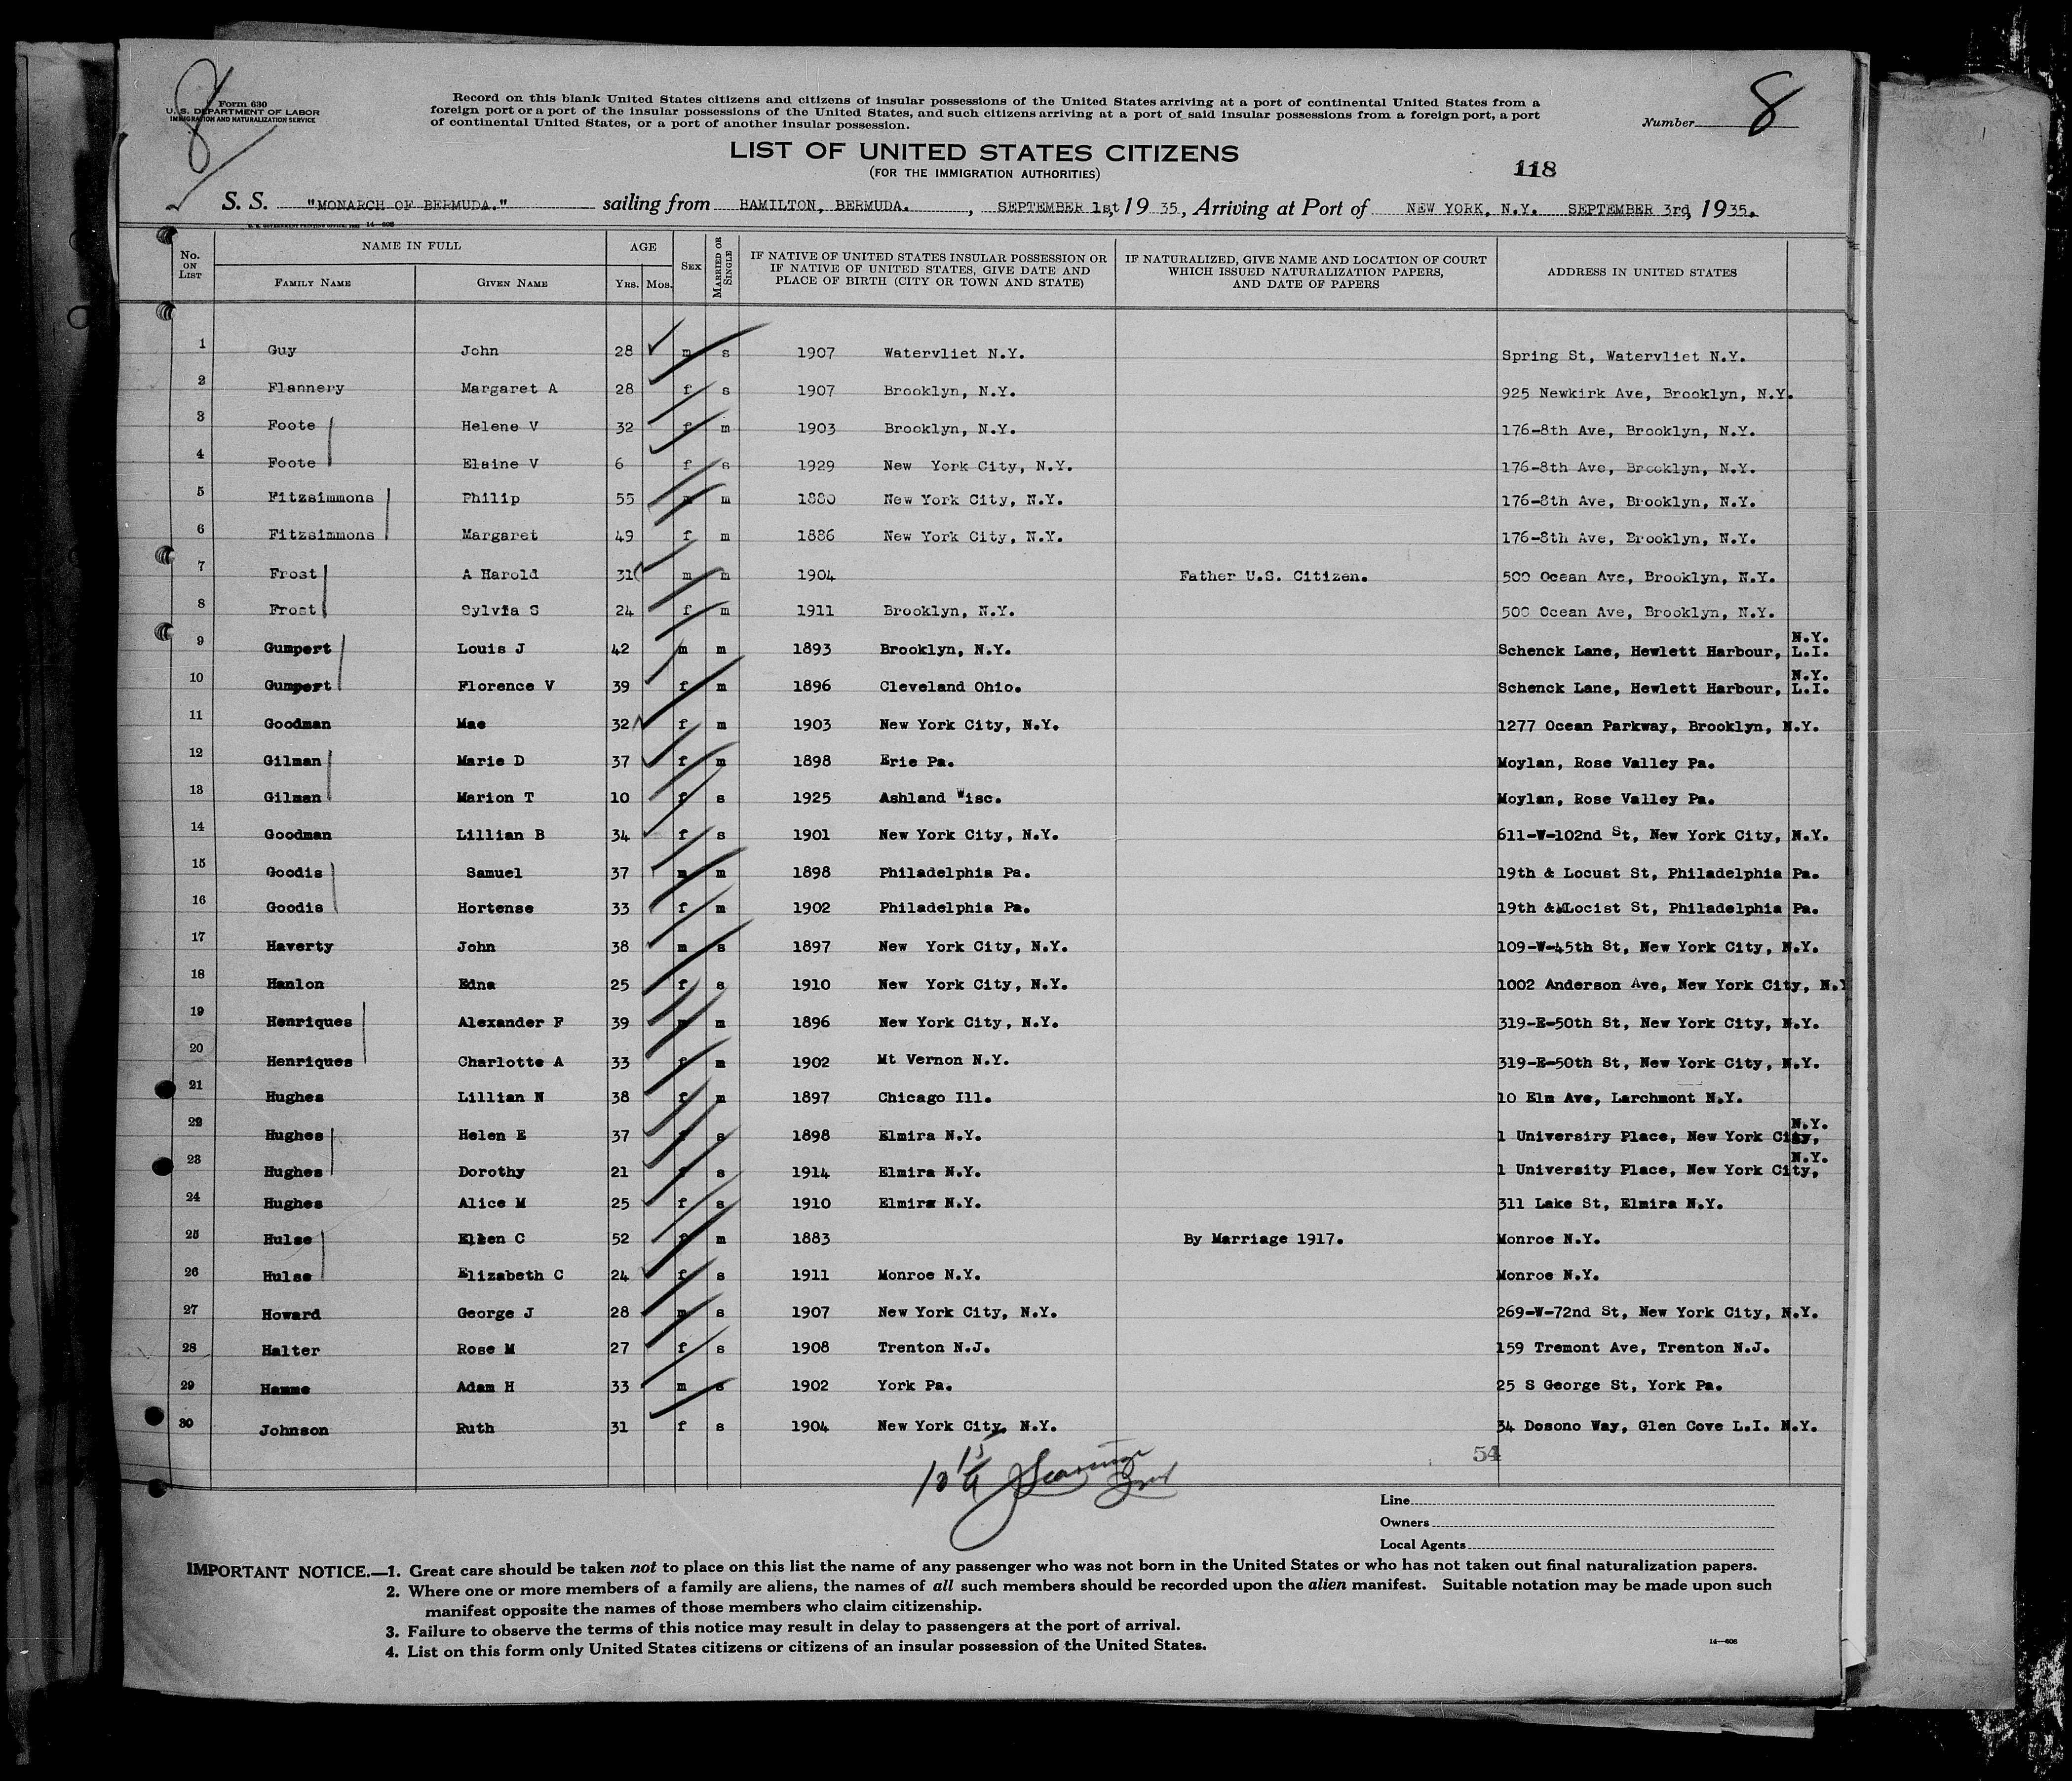 8
Form 630
U. S. DEPARTMENT OF LABOR
IMMIGRATION AND NATURALIZATION SERVICE
Record on this blank United States citizens and citizens of insular possessions of the United States arriving at a port of continental United States from a
foreign port or a port of the insular possessions of the United States, and such citizens arriving at a port of said insular possessions from a foreign port, a port
of continental United States, or a port of another insular possession.
Number 8
LIST OF UNITED STATES CITIZENS
(FOR THE IMMIGRATION AUTHORITIES)
118
S. S. "MONARCH OF BERMUDA." sailing from HAMILTON, BERMUDA. , SEPTEMBER 1st, 19 35, Arriving at Port of NEW YORK, N.Y. SEPTEMBER 3rd, 1935.
U. S. GOVERNMENT PRINTING OFFICE: 14—606
No. ON LIST NAME IN FULL FAMILY NAME GIVEN NAME AGE YRS. MOS. SEX MARRIED OR SINGLE IF NATIVE OF UNITED STATES INSULAR POSSESSION OR IF NATIVE OF UNITED STATES, GIVE DATE AND PLACE OF BIRTH (CITY OR TOWN AND STATE) IF NATURALIZED, GIVE NAME AND LOCATION OF COURT WHICH ISSUED NATURALIZATION PAPERS, AND DATE OF PAPERS ADDRESS IN UNITED STATES
1 Guy John 28 m s 1907 Watervliet N.Y. Spring St, Watervliet N.Y.
2 Flannery Margaret A 28 f s 1907 Brooklyn, N.Y. 925 Newkirk Ave, Brooklyn, N.Y.
3 Foote Helene V 32 f m 1903 Brooklyn, N.Y. 176-8th Ave, Brooklyn, N.Y.
4 Foote Elaine V 6 f s 1929 New York City, N.Y. 176-8th Ave, Brooklyn, N.Y.
5 Fitzsimmons Philip 55 m m 1880 New York City, N.Y. 176-8th Ave, Brooklyn, N.Y.
6 Fitzsimmons Margaret 49 f m 1886 New York City, N.Y. 176-8th Ave, Brooklyn, N.Y.
7 Frost A Harold 31 m m 1904 Father U.S. Citizen. 500 Ocean Ave, Brooklyn, N.Y.
8 Frost Sylvia S 24 f m 1911 Brooklyn, N.Y. 500 Ocean Ave, Brooklyn, N.Y.
9 Gumpert Louis J 42 m m 1893 Brooklyn, N.Y. Schenck Lane, Hewlett Harbour, L.I. N.Y.
10 Gumpert Florence V 39 f m 1896 Cleveland Ohio. Schenck Lane, Hewlett Harbour, L.I. N.Y.
11 Goodman Mae 32 f m 1903 New York City, N.Y. 1277 Ocean Parkway, Brooklyn, N.Y.
12 Gilman Marie D 37 f m 1898 Erie Pa. Moylan, Rose Valley Pa.
13 Gilman Marion T 10 f s 1925 Ashland Wisc. Moylan, Rose Valley Pa.
14 Goodman Lillian B 34 f s 1901 New York City, N.Y. 611-W-102nd St, New York City, N.Y.
15 Goodis Samuel 37 m m 1898 Philadelphia Pa. 19th & Locust St, Philadelphia Pa.
16 Goodis Hortense 33 f m 1902 Philadelphia Pa. 19th & Locist St, Philadelphia Pa.
17 Haverty John 38 m s 1897 New York City, N.Y. 109-W-45th St, New York City, N.Y.
18 Hanlon Edna 25 f s 1910 New York City, N.Y. 1002 Anderson Ave, New York City, N.Y
19 Henriques Alexander F 39 m m 1896 New York City, N.Y. 319-E-50th St, New York City, N.Y.
20 Henriques Charlotte A 33 f m 1902 Mt Vernon N.Y. 319-E-50th St, New York City, N.Y.
21 Hughes Lillian N 38 f m 1897 Chicago Ill. 10 Elm Ave, Larchmont N.Y.
22 Hughes Helen E 37 f s 1898 Elmira N.Y. 1 Universiry Place, New York City, N.Y.
23 Hughes Dorothy 21 f s 1914 Elmira N.Y. 1 University Place, New York City, N.Y.
24 Hughes Alice M 25 f s 1910 Elmira N.Y. 311 Lake St, Elmira N.Y.
25 Hulse Ellen C 52 f m 1883 By Marriage 1917. Monroe N.Y.
26 Hulse Elizabeth C 24 f s 1911 Monroe N.Y. Monroe N.Y.
27 Howard George J 28 m s 1907 New York City, N.Y. 269-W-72nd St, New York City, N.Y.
28 Halter Rose M 27 f s 1908 Trenton N.J. 159 Tremont Ave, Trenton N.J.
29 Hamme Adam H 33 m s 1902 York Pa. 25 S George St, York Pa.
30 Johnson Ruth 31 f s 1904 New York City, N.Y. 34 Dosono Way, Glen Cove L.I. N.Y.
54
Line
Owners
Local Agents
IMPORTANT NOTICE.—1. Great care should be taken not to place on this list the name of any passenger who was not born in the United States or who has not taken out final naturalization papers.
2. Where one or more members of a family are aliens, the names of all such members should be recorded upon the alien manifest. Suitable notation may be made upon such
manifest opposite the names of those members who claim citizenship.
3. Failure to observe the terms of this notice may result in delay to passengers at the port of arrival.
4. List on this form only United States citizens or citizens of an insular possession of the United States.
14—606